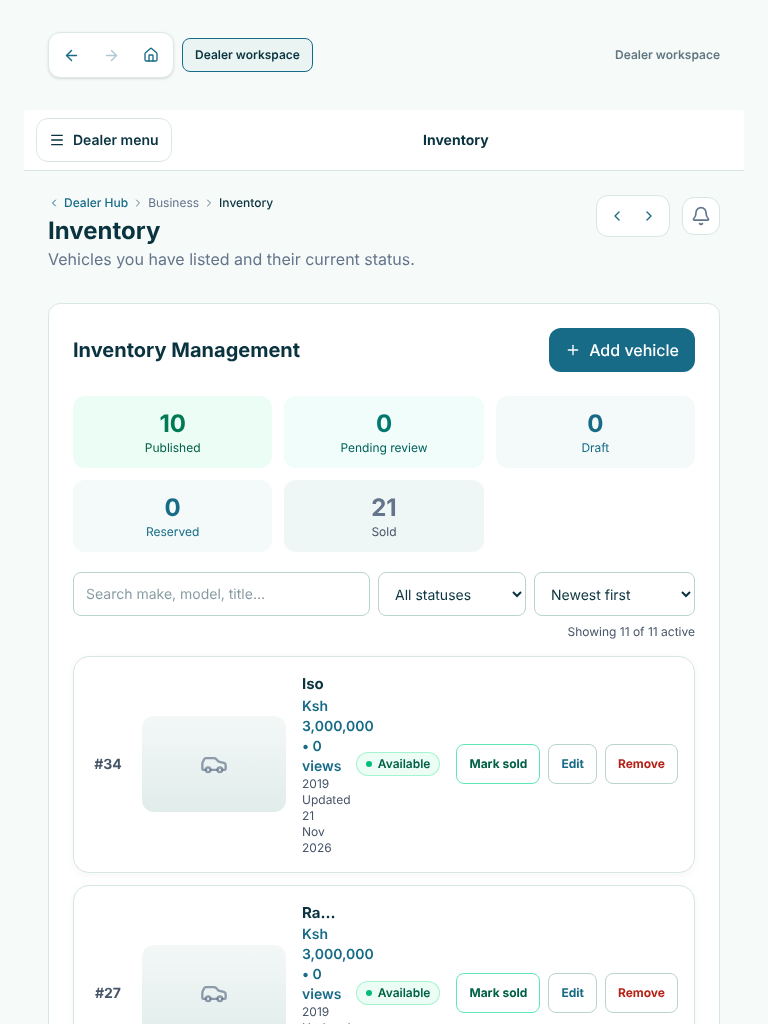 Dealer workspace
Dealer workspace
Dealer menu
Inventory
Dealer Hub
Business
Inventory
Inventory
Vehicles you have listed and their current status.
Inventory Management
+ Add vehicle
10
Published
0
Pending review
0
Draft
0
Reserved
21
Sold
Search make, model, title...
All statuses
Newest first
Showing 11 of 11 active
#34
Iso
Ksh
3,000,000
• 0
views
2019
Updated
21
Nov
2026
Available
Mark sold
Edit
Remove
#27
Ra...
Ksh
3,000,000
• 0
views
2019
Available
Mark sold
Edit
Remove